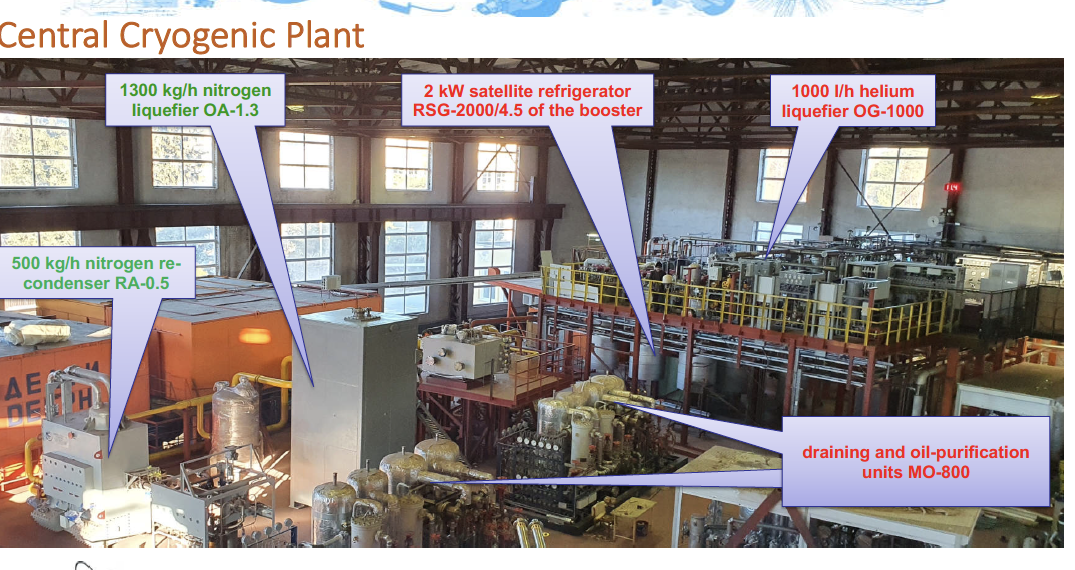 Central Cryogenic Plant
1300 kg/h nitrogen
liquefier OA-1.3
2 kW satellite refrigerator
RSG-2000/4.5 of the booster
1000 l/h helium
liquefier OG-1000
500 kg/h nitrogen re-
condenser RA-0.5
draining and oil-purification
units MO-800